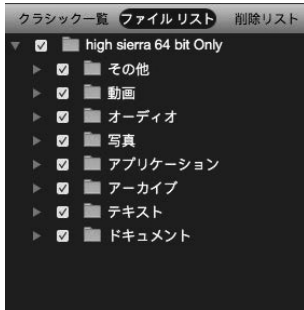 クラシック一覧 ファイル リスト 削除リスト
high sierra 64 bit Only
その他
動画
オーディオ
写真
アプリケーション
アーカイブ
テキスト
ドキュメント